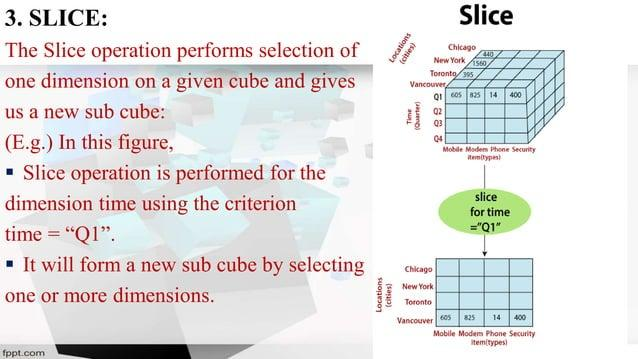 3. SLICE:
The Slice operation performs selection of
one dimension on a given cube and gives
us a new sub cube:
(E.g.) In this figure,
▪ Slice operation is performed for the
dimension time using the criterion
time = “Q1”.
▪ It will form a new sub cube by selecting
one or more dimensions.
fppt.com
Slice
Locations
(cities)
Chicago
New York
Toronto
Vancouver
440
1560
395
Time
(Quarter)
Q1 605 825 14 400
Q2
Q3
Q4
Mobile Modem Phone Security
item(types)
slice
for time
="Q1"
Locations
(cities)
Chicago
New York
Toronto
Vancouver 605 825 14 400
Mobile Modem Phone Security
item(types)